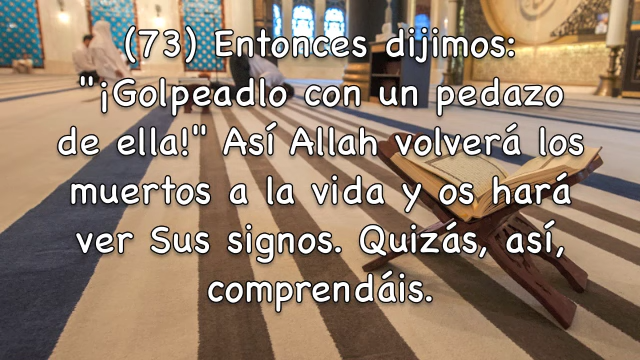 (73) Entonces dijimos:
"¡Golpeadlo con un pedazo
de ella!" Así Allah volverá los
muertos a la vida y os hará
ver Sus signos. Quizás, así,
comprendáis.